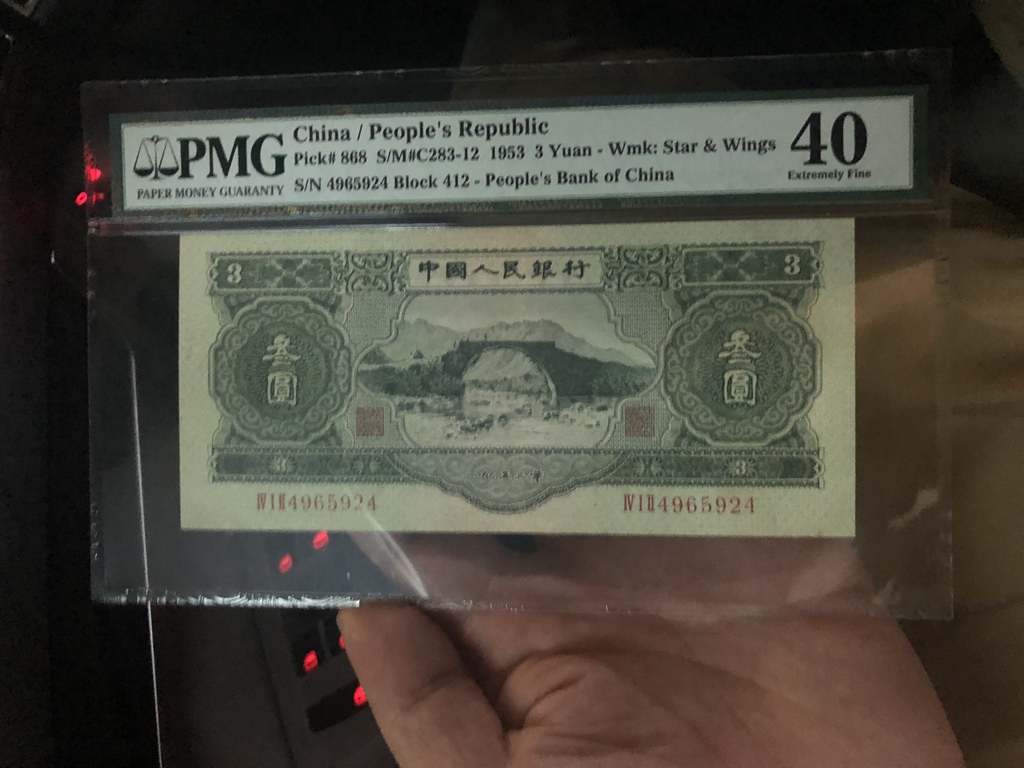 PMG
PAPER MONEY GUARANTY
China / People's Republic
Pick# 868 S/M#C283-12 1953 3 Yuan - Wmk: Star & Wings
S/N 4965924 Block 412 - People's Bank of China
40
Extremely Fine
3 中國人民銀行 3
叁圓
叁圓
3 3
ⅣⅠⅡ4965924 ⅣⅠⅡ4965924